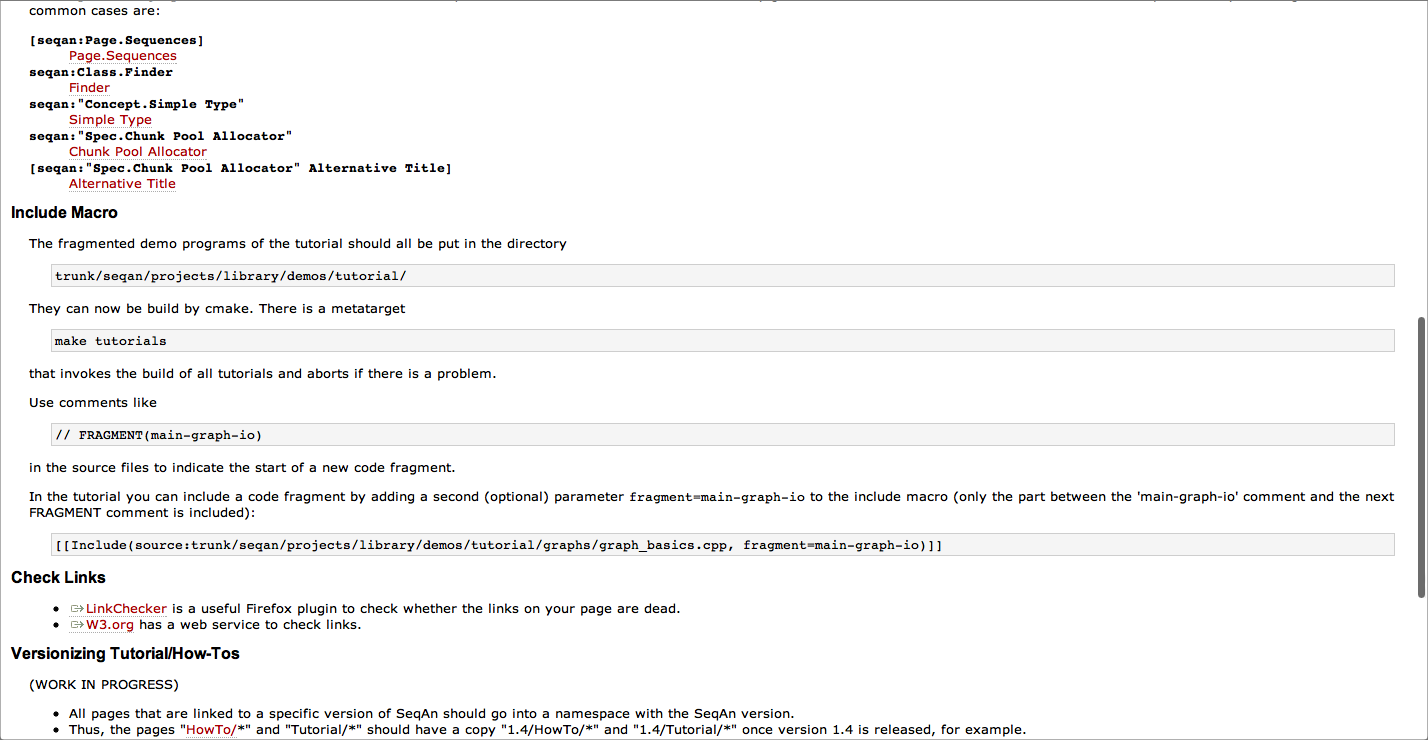 common cases are:
[seqan:Page.Sequences]
Page.Sequences
seqan:Class.Finder
Finder
seqan:"Concept.Simple Type"
Simple Type
seqan:"Spec.Chunk Pool Allocator"
Chunk Pool Allocator
[seqan:"Spec.Chunk Pool Allocator" Alternative Title]
Alternative Title
Include Macro
The fragmented demo programs of the tutorial should all be put in the directory
trunk/seqan/projects/library/demos/tutorial/
They can now be build by cmake. There is a metatarget
make tutorials
that invokes the build of all tutorials and aborts if there is a problem.
Use comments like
// FRAGMENT(main-graph-io)
in the source files to indicate the start of a new code fragment.
In the tutorial you can include a code fragment by adding a second (optional) parameter fragment=main-graph-io to the include macro (only the part between the 'main-graph-io' comment and the next
FRAGMENT comment is included):
[[Include(source:trunk/seqan/projects/library/demos/tutorial/graphs/graph_basics.cpp, fragment=main-graph-io)]]
Check Links
• LinkChecker is a useful Firefox plugin to check whether the links on your page are dead.
• W3.org has a web service to check links.
Versionizing Tutorial/How-Tos
(WORK IN PROGRESS)
• All pages that are linked to a specific version of SeqAn should go into a namespace with the SeqAn version.
• Thus, the pages "HowTo/*" and "Tutorial/*" should have a copy "1.4/HowTo/*" and "1.4/Tutorial/*" once version 1.4 is released, for example.